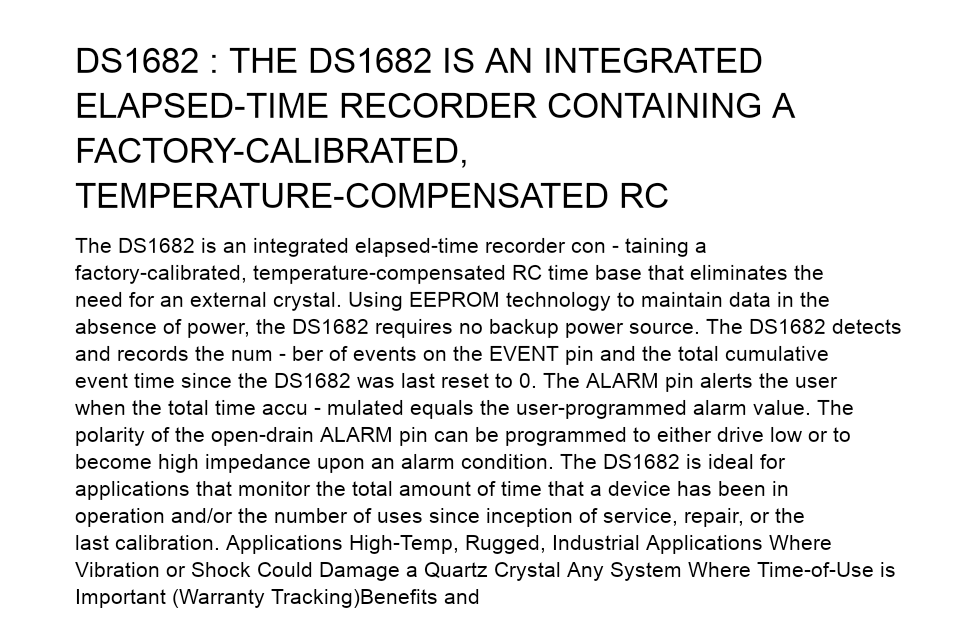 DS1682 : THE DS1682 IS AN INTEGRATED
ELAPSED-TIME RECORDER CONTAINING A
FACTORY-CALIBRATED,
TEMPERATURE-COMPENSATED RC
The DS1682 is an integrated elapsed-time recorder con - taining a
factory-calibrated, temperature-compensated RC time base that eliminates the
need for an external crystal. Using EEPROM technology to maintain data in the
absence of power, the DS1682 requires no backup power source. The DS1682 detects
and records the num - ber of events on the EVENT pin and the total cumulative
event time since the DS1682 was last reset to 0. The ALARM pin alerts the user
when the total time accu - mulated equals the user-programmed alarm value. The
polarity of the open-drain ALARM pin can be programmed to either drive low or to
become high impedance upon an alarm condition. The DS1682 is ideal for
applications that monitor the total amount of time that a device has been in
operation and/or the number of uses since inception of service, repair, or the
last calibration. Applications High-Temp, Rugged, Industrial Applications Where
Vibration or Shock Could Damage a Quartz Crystal Any System Where Time-of-Use is
Important (Warranty Tracking)Benefits and